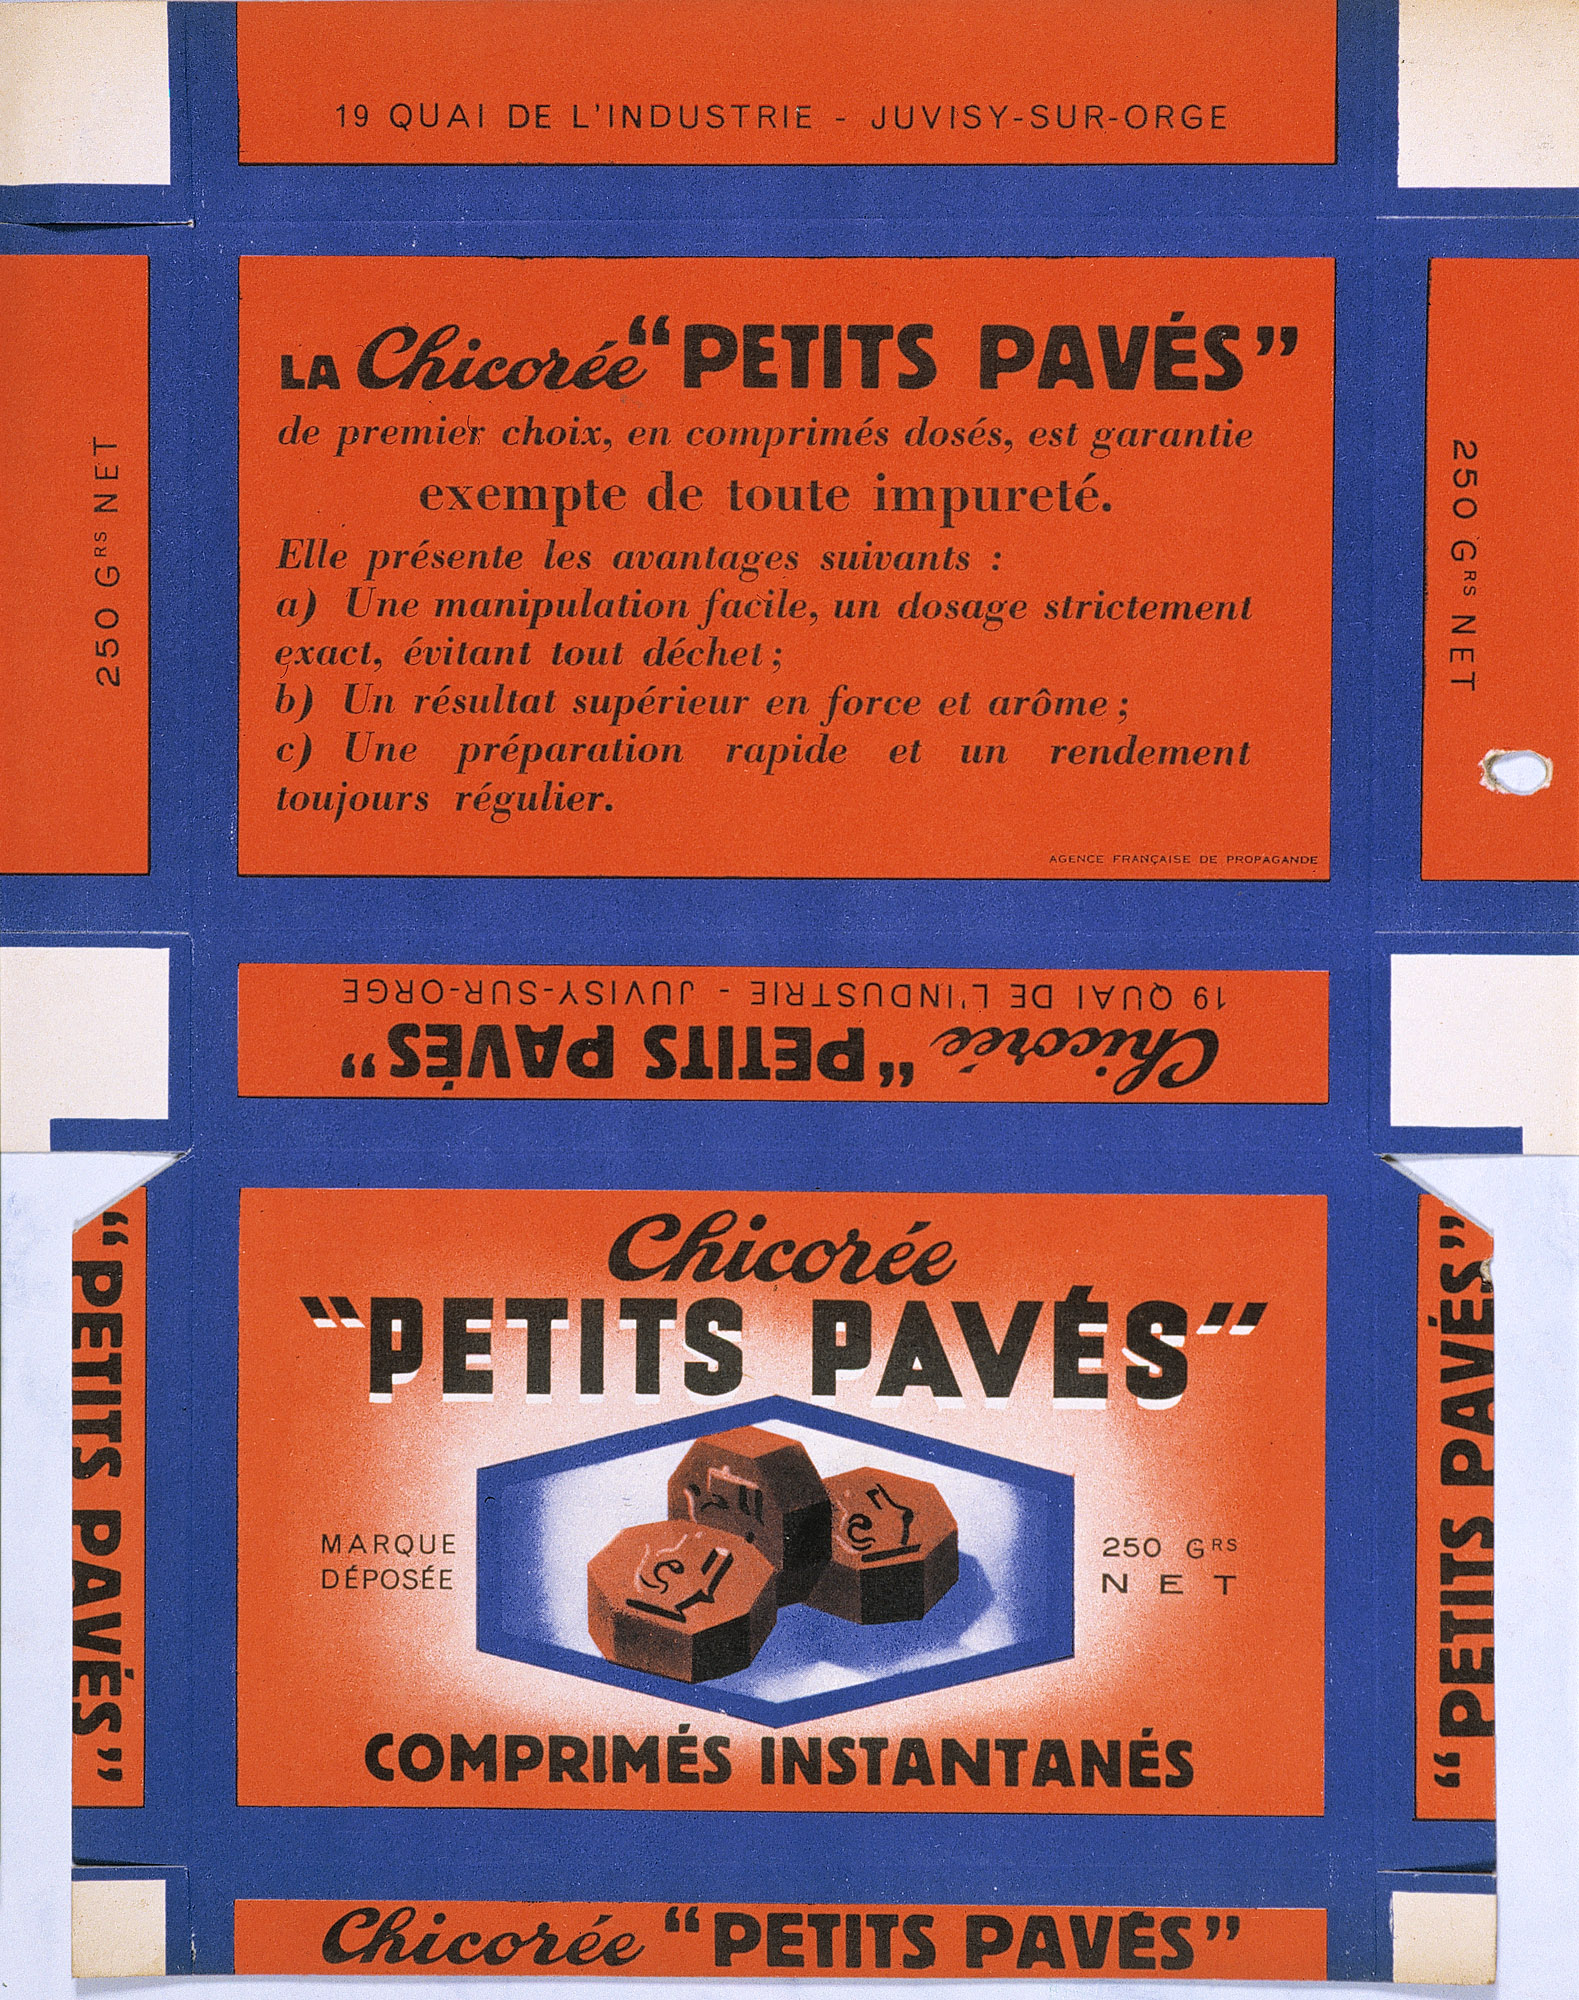 19 QUAI DE L'INDUSTRIE - JUVISY-SUR-ORGE
250 GRS NET
LA Chicorée "PETITS PAVÉS"
de premier choix, en comprimés dosés, est garantie
exempte de toute impureté.
Elle présente les avantages suivants :
a) Une manipulation facile, un dosage strictement
exact, évitant tout déchet ;
b) Un résultat supérieur en force et arôme ;
c) Une préparation rapide et un rendement
toujours régulier.
AGENCE FRANÇAISE DE PROPAGANDE
250 GRS NET
Chicorée "PETITS PAVÉS"
19 QUAI DE L'INDUSTRIE - JUVISY-SUR-ORGE
"PETITS PAVÉS"
Chicorée
"PETITS PAVÉS"
MARQUE
DÉPOSÉE
250 GRS
NET
COMPRIMÉS INSTANTANÉS
"PETITS PAVÉS"
Chicorée "PETITS PAVÉS"